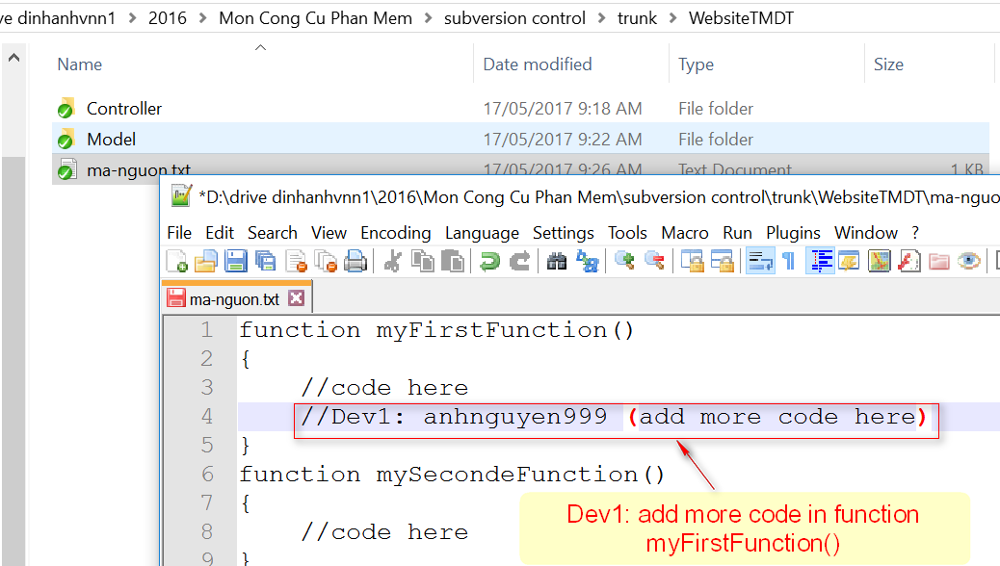 ve dinhanhvnn1 > 2016 > Mon Cong Cu Phan Mem > subversion control > trunk > WebsiteTMDT
Name Date modified Type Size
Controller 17/05/2017 9:18 AM File folder
Model 17/05/2017 9:22 AM File folder
ma-nguon.txt 17/05/2017 9:26 AM Text Document 1 KB
*D:\drive dinhanhvnn1\2016\Mon Cong Cu Phan Mem\subversion control\trunk\WebsiteTMDT\ma-nguo
File Edit Search View Encoding Language Settings Tools Macro Run Plugins Window ?
ma-nguon.txt
1 function myFirstFunction()
2 {
3 //code here
4 //Dev1: anhnguyen999 (add more code here)
5 }
6 function mySecondeFunction()
7 {
8 //code here
9 }
Dev1: add more code in function
myFirstFunction()